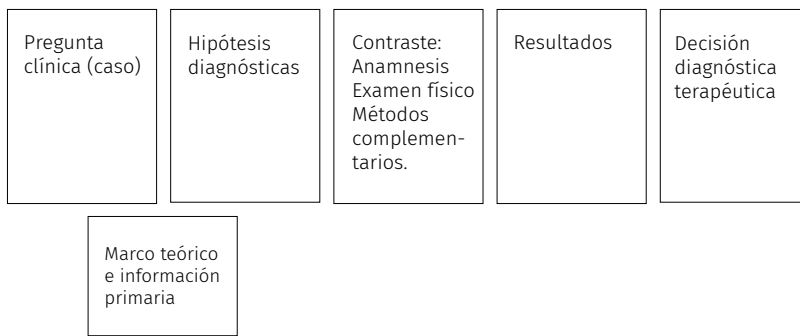 Pregunta
clínica (caso)
Hipótesis
diagnósticas
Contraste:
Anamnesis
Examen físico
Métodos
complemen-
tarios.
Resultados
Decisión
diagnóstica
terapéutica
Marco teórico
e información
primaria